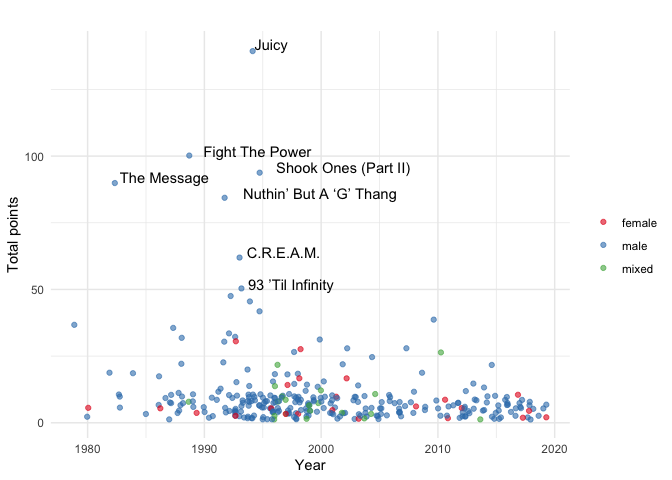 Juicy
Fight The Power
Shook Ones (Part II)
The Message
Nuthin’ But A ‘G’ Thang
C.R.E.A.M.
93 ’Til Infinity
Total points
100
50
0
1980
1990
2000
2010
2020
Year
female
male
mixed